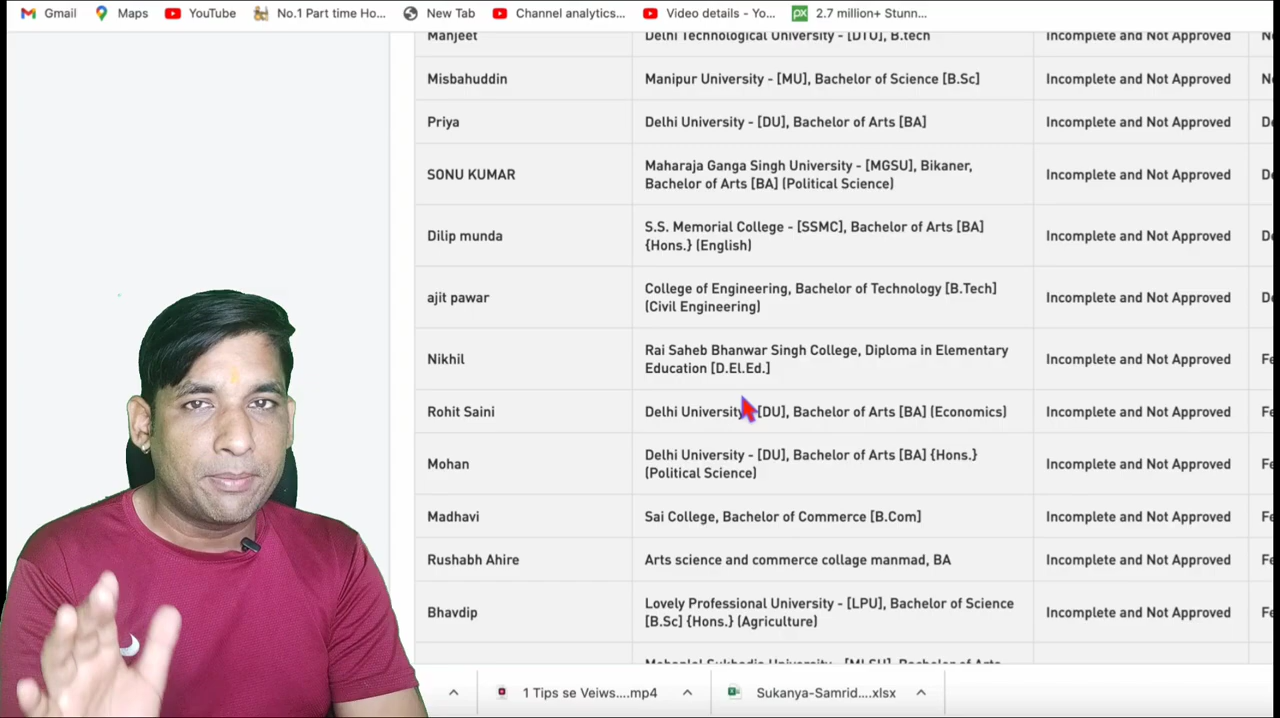 Gmail Maps YouTube No.1 Part time Ho... New Tab Channel analytics... Video details - Yo... px 2.7 million+ Stunn...
Manjeet Delhi Technological University - [DTU], B.tech Incomplete and Not Approved
Misbahuddin Manipur University - [MU], Bachelor of Science [B.Sc] Incomplete and Not Approved
Priya Delhi University - [DU], Bachelor of Arts [BA] Incomplete and Not Approved
SONU KUMAR Maharaja Ganga Singh University - [MGSU], Bikaner, Incomplete and Not Approved
Bachelor of Arts [BA] (Political Science)
Dilip munda S.S. Memorial College - [SSMC], Bachelor of Arts [BA] Incomplete and Not Approved
{Hons.} (English)
ajit pawar College of Engineering, Bachelor of Technology [B.Tech] Incomplete and Not Approved
(Civil Engineering)
Nikhil Rai Saheb Bhanwar Singh College, Diploma in Elementary Incomplete and Not Approved
Education [D.El.Ed.]
Rohit Saini Delhi University - [DU], Bachelor of Arts [BA] (Economics) Incomplete and Not Approved
Mohan Delhi University - [DU], Bachelor of Arts [BA] {Hons.} Incomplete and Not Approved
(Political Science)
Madhavi Sai College, Bachelor of Commerce [B.Com] Incomplete and Not Approved
Rushabh Ahire Arts science and commerce collage manmad, BA Incomplete and Not Approved
Bhavdip Lovely Professional University - [LPU], Bachelor of Science Incomplete and Not Approved
[B.Sc] {Hons.} (Agriculture)
Mohanlal Sukhadia University - [MLSU], Bachelor of Arts
1 Tips se Veiws....mp4 Sukanya-Samrid....xlsx